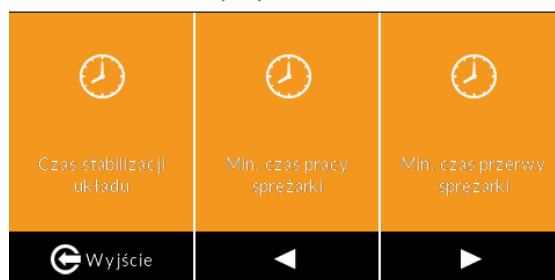 Czas stabilizacji
układu
Min. czas pracy
sprężarki
Min. czas przerwy
sprężarki
Wyjście